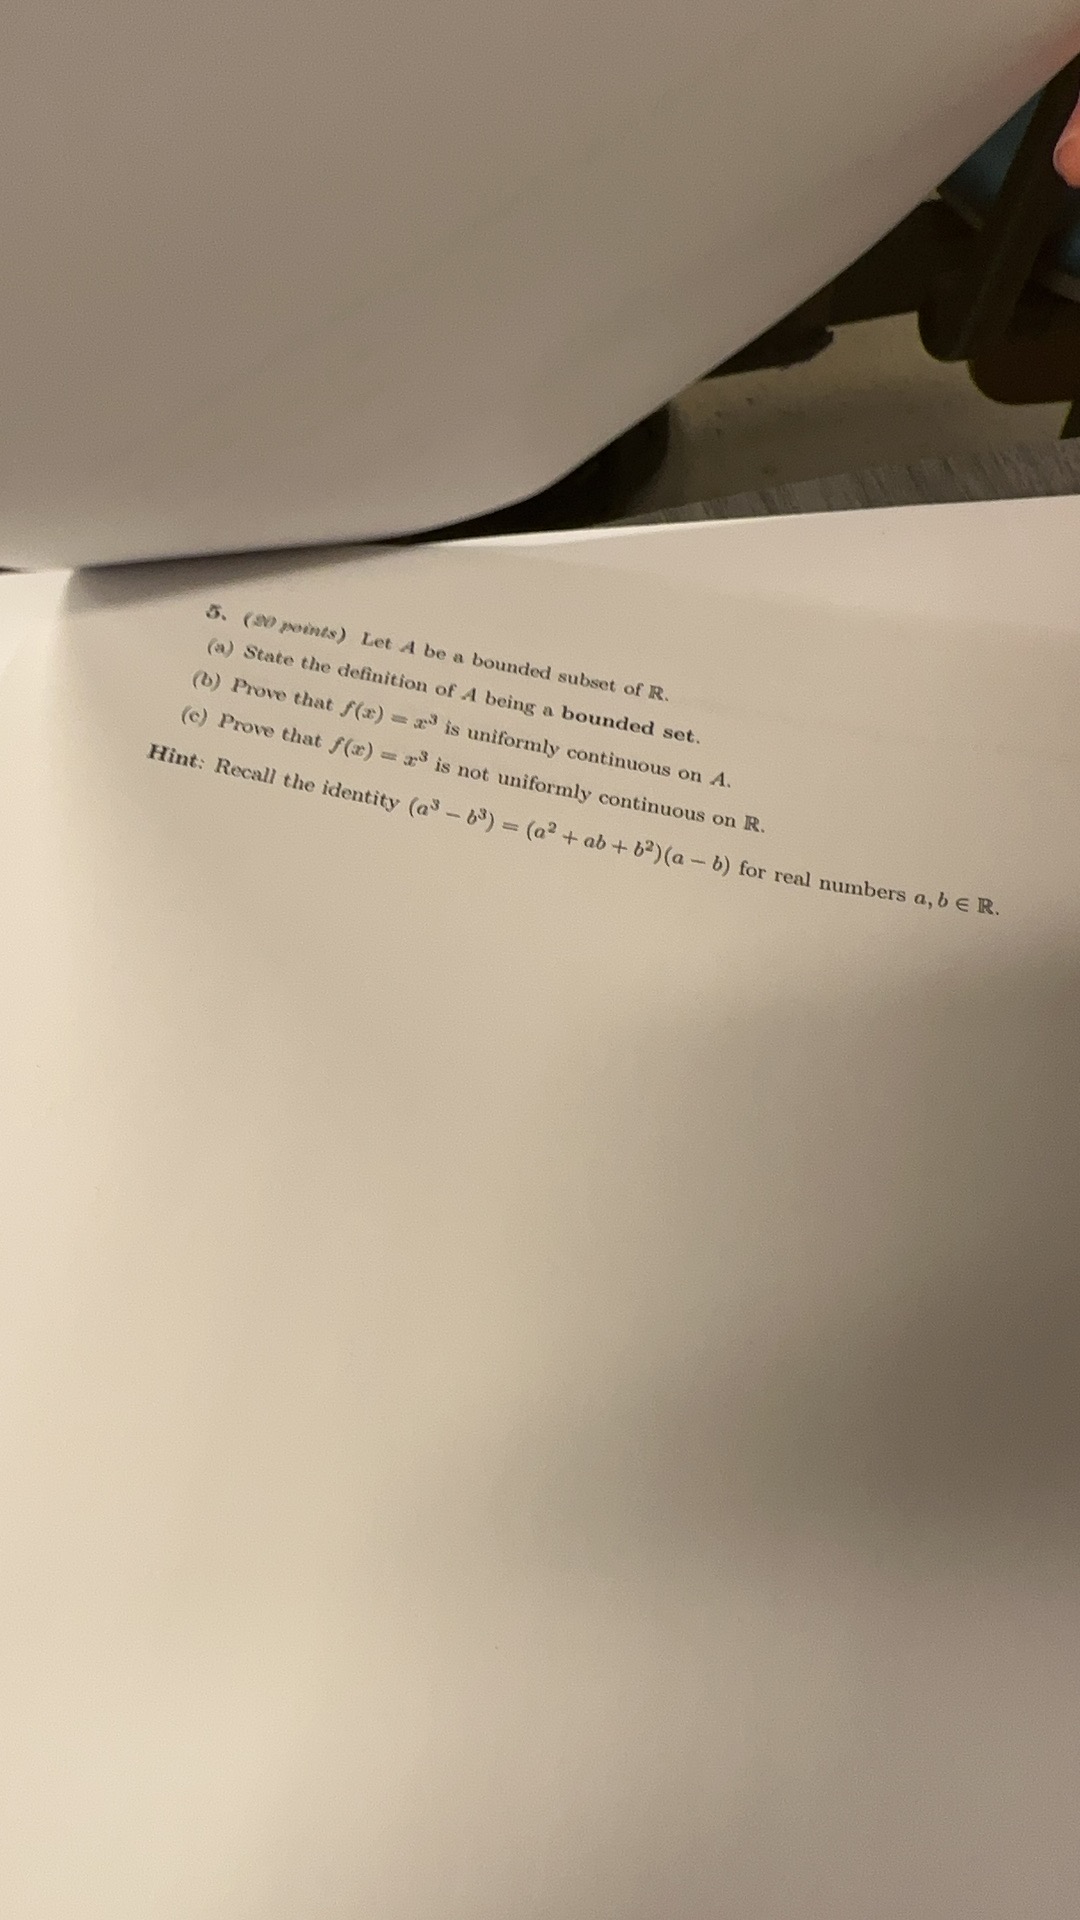 5. (20 points) Let A be a bounded subset of ℝ.
(a) State the definition of A being a bounded set.
(b) Prove that f(x) = x³ is uniformly continuous on A.
(c) Prove that f(x) = x³ is not uniformly continuous on ℝ.
Hint: Recall the identity (a³ − b³) = (a² + ab + b²)(a − b) for real numbers a, b ∈ ℝ.